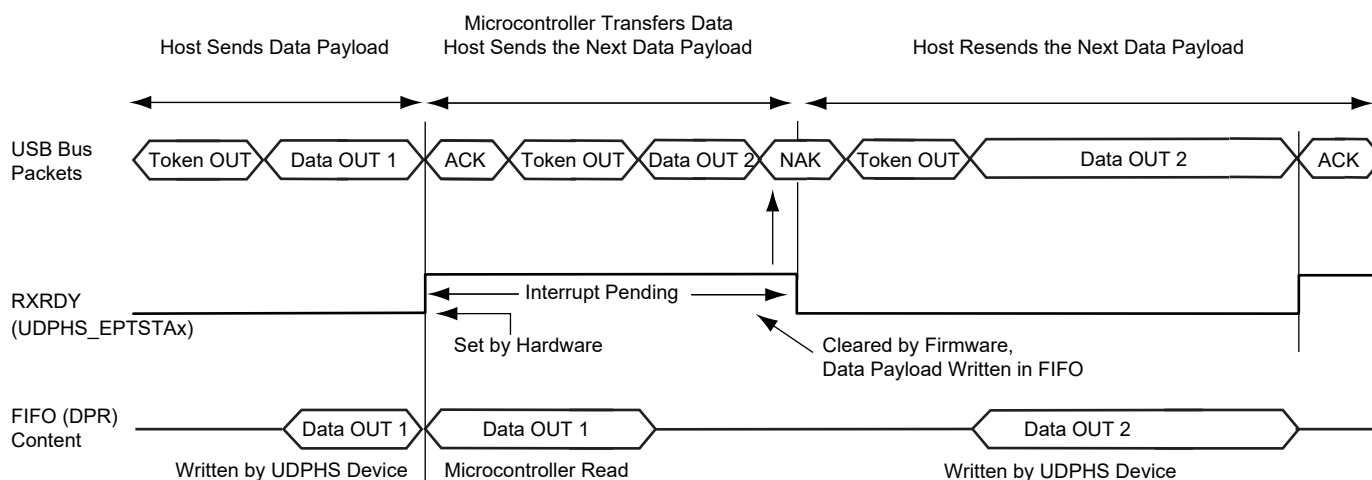 Microcontroller Transfers Data
Host Sends Data Payload
Host Sends the Next Data Payload
Host Resends the Next Data Payload
USB Bus
Packets
Token OUT
Data OUT 1
ACK
Token OUT
Data OUT 2
NAK
Token OUT
Data OUT 2
ACK
RXRDY
(UDPHS_EPTSTAx)
Interrupt Pending
Set by Hardware
Cleared by Firmware,
Data Payload Written in FIFO
FIFO (DPR)
Content
Data OUT 1
Data OUT 1
Data OUT 2
Written by UDPHS Device
Microcontroller Read
Written by UDPHS Device